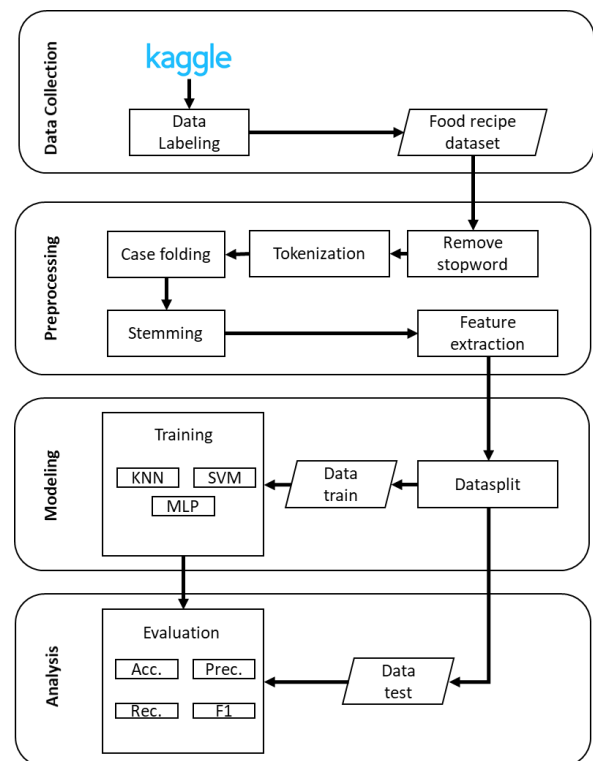 Data Collection
kaggle
Data
Labeling
Food recipe
dataset
Preprocessing
Case folding
Tokenization
Remove
stopword
Stemming
Feature
extraction
Modeling
Training
KNN
SVM
MLP
Data
train
Datasplit
Analysis
Evaluation
Acc.
Prec.
Rec.
F1
Data
test